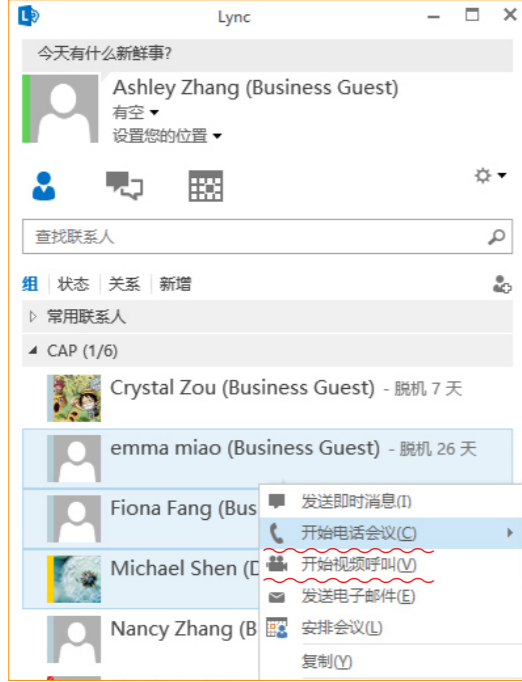 Lync
今天有什么新鲜事?
Ashley Zhang (Business Guest)
有空
设置您的位置
查找联系人
组 状态 关系 新增
常用联系人
CAP (1/6)
Crystal Zou (Business Guest) - 脱机 7 天
emma miao (Business Guest) - 脱机 26 天
Fiona Fang (Bus
发送即时消息(I)
开始电话会议(C)
Michael Shen (D
开始视频呼叫(V)
发送电子邮件(E)
Nancy Zhang (B
安排会议(L)
复制(Y)